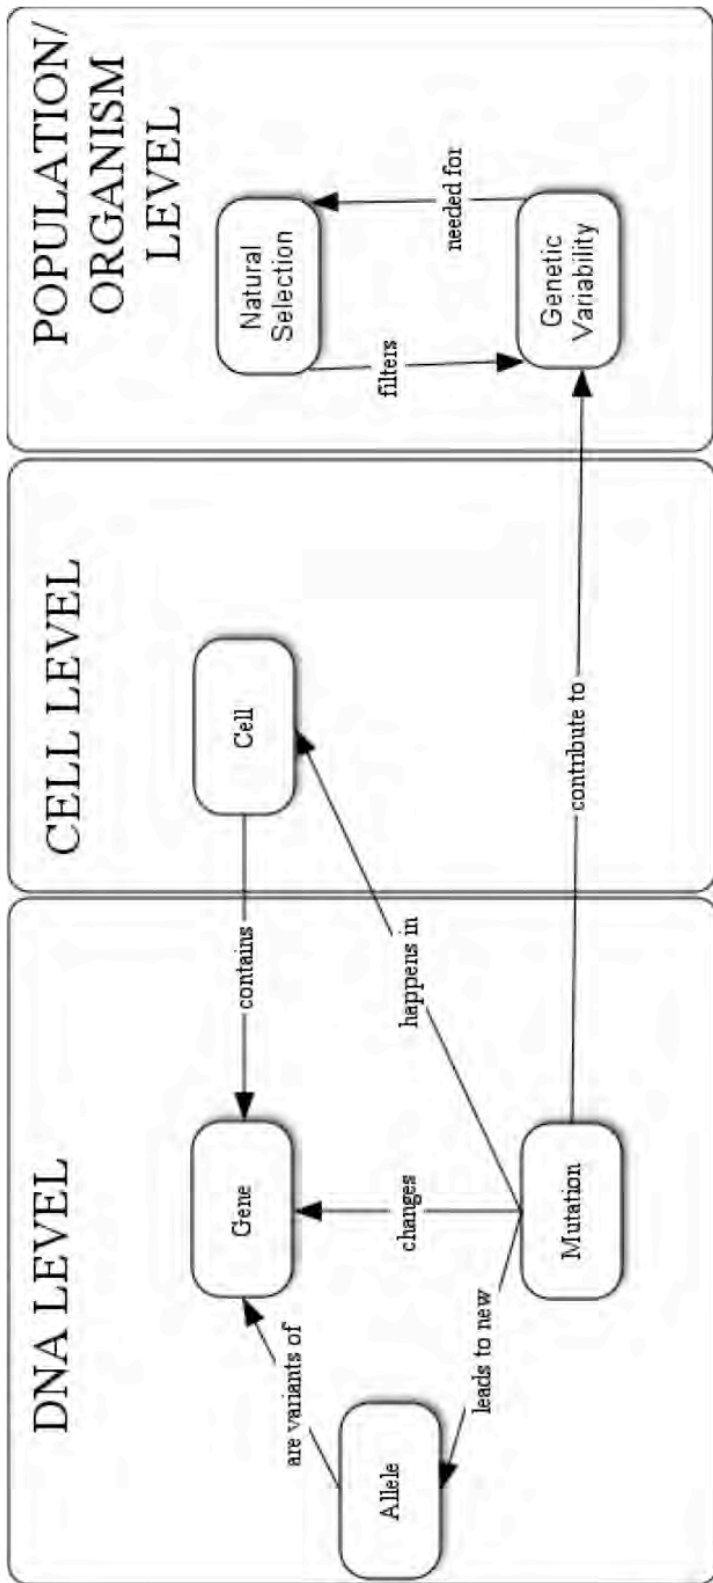 DNA LEVEL
Allele
are variants of
Gene
leads to new
changes
Mutation
contains
happens in
CELL LEVEL
Cell
contribute to
POPULATION/
ORGANISM
LEVEL
Natural
Selection
filters
needed for
Genetic
Variability